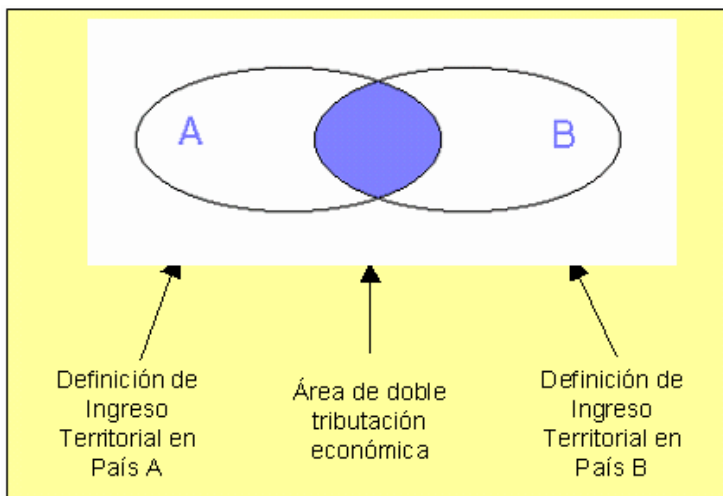 A
B
Definición de
Ingreso
Territorial en
País A
Área de doble
tributación
económica
Definición de
Ingreso
Territorial en
País B